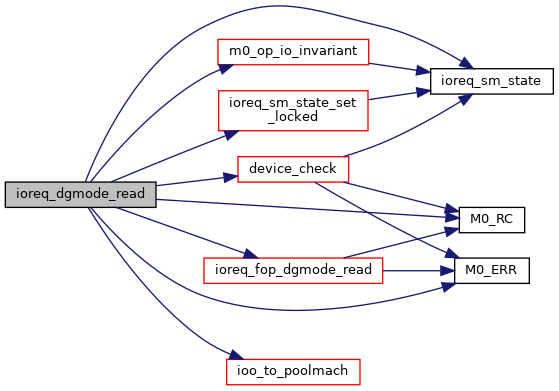 m0_op_io_invariant
ioreq_sm_state
ioreq_sm_state_set
_locked
device_check
ioreq_dgmode_read
M0_RC
ioreq_fop_dgmode_read
M0_ERR
ioo_to_poolmach